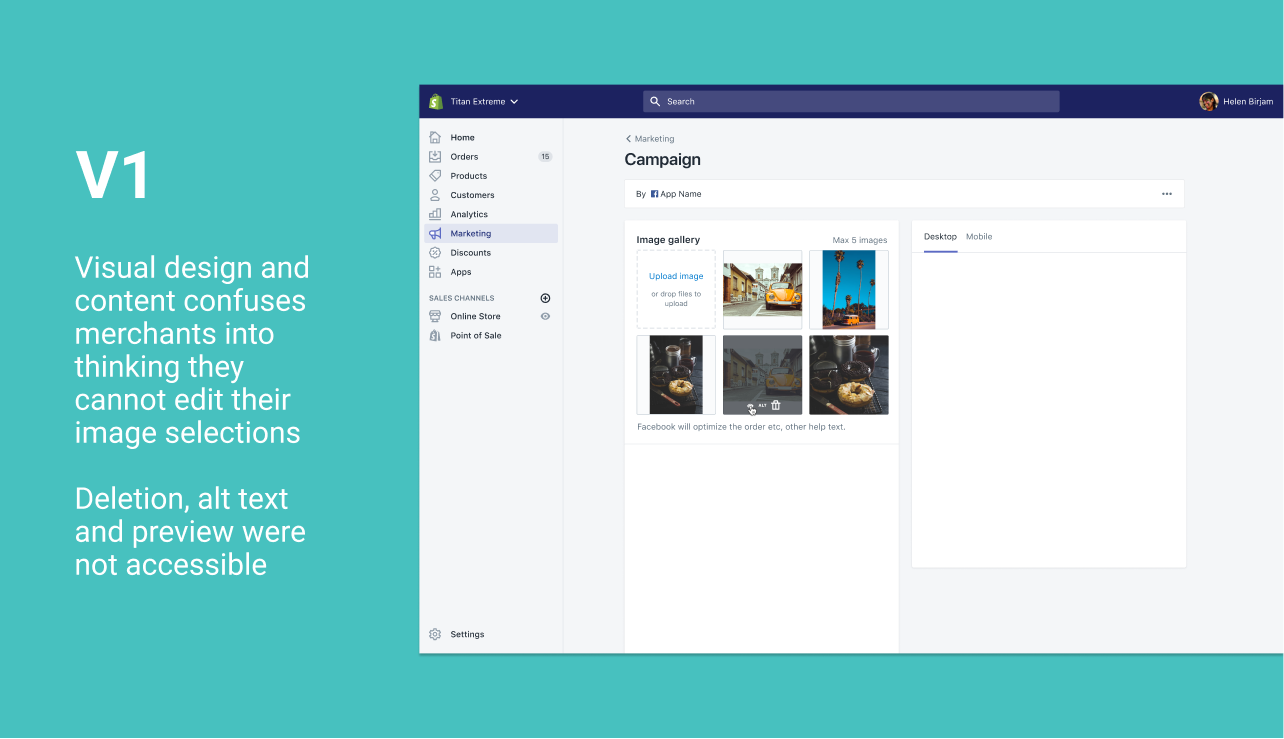 V1
Visual design and
content confuses
merchants into
thinking they
cannot edit their
image selections
Deletion, alt text
and preview were
not accessible
Titan Extreme
Search
Helen Birjam
Home
Orders 15
Products
Customers
Analytics
Marketing
Discounts
Apps
SALES CHANNELS
Online Store
Point of Sale
Settings
Marketing
Campaign
By App Name
Image gallery Max 5 images
Upload image
or drop files to
upload
ALT
Facebook will optimize the order etc, other help text.
Desktop Mobile